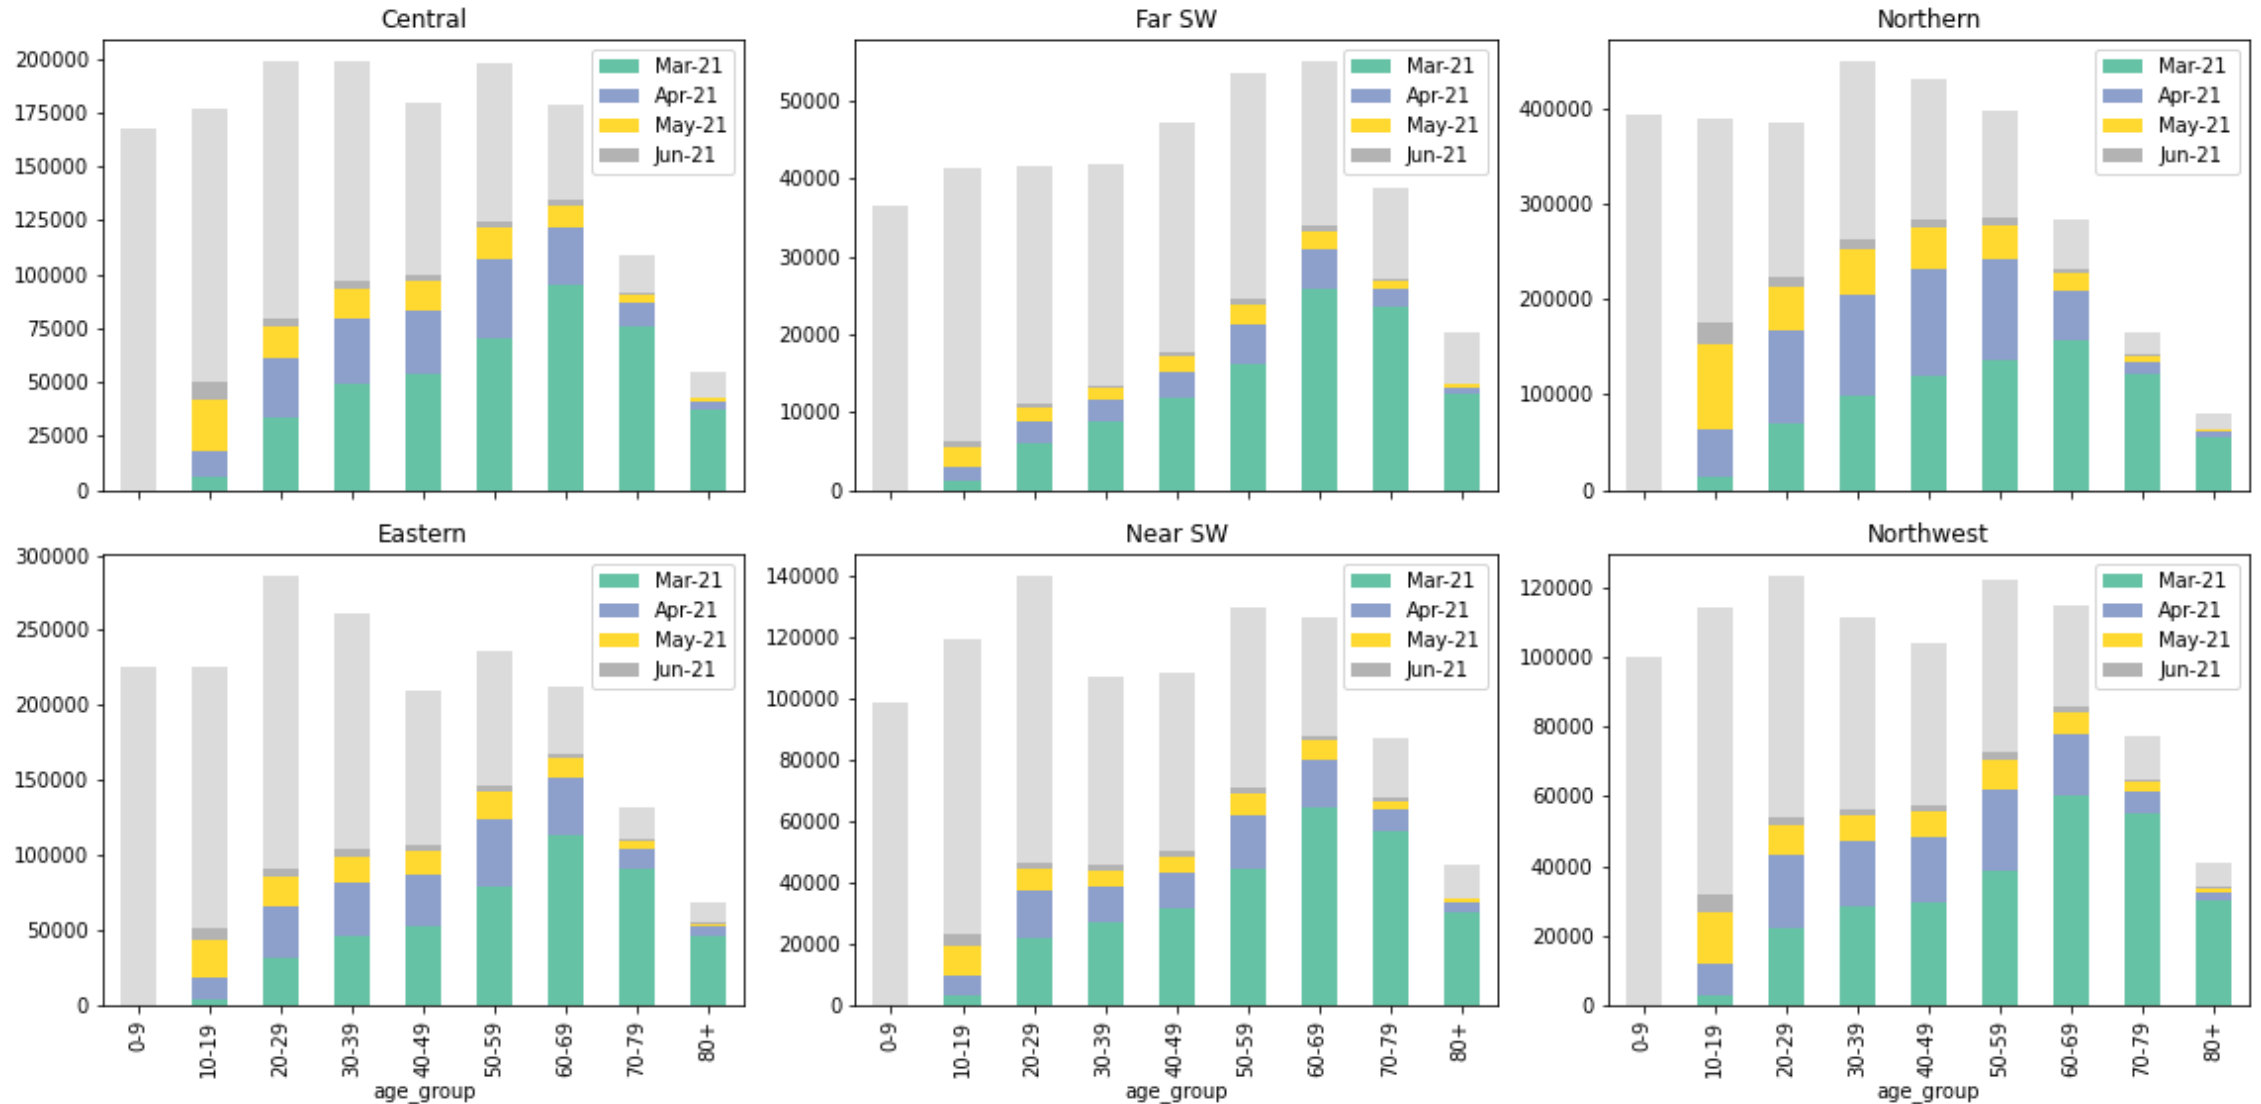 Central
200000
175000
150000
125000
100000
75000
50000
25000
0
Mar-21
Apr-21
May-21
Jun-21
Far SW
50000
40000
30000
20000
10000
0
Mar-21
Apr-21
May-21
Jun-21
Northern
400000
300000
200000
100000
0
Mar-21
Apr-21
May-21
Jun-21
Eastern
300000
250000
200000
150000
100000
50000
0
Mar-21
Apr-21
May-21
Jun-21
0-9
10-19
20-29
30-39
40-49
50-59
60-69
70-79
80+
age_group
Near SW
140000
120000
100000
80000
60000
40000
20000
0
Mar-21
Apr-21
May-21
Jun-21
0-9
10-19
20-29
30-39
40-49
50-59
60-69
70-79
80+
age_group
Northwest
120000
100000
80000
60000
40000
20000
0
Mar-21
Apr-21
May-21
Jun-21
0-9
10-19
20-29
30-39
40-49
50-59
60-69
70-79
80+
age_group